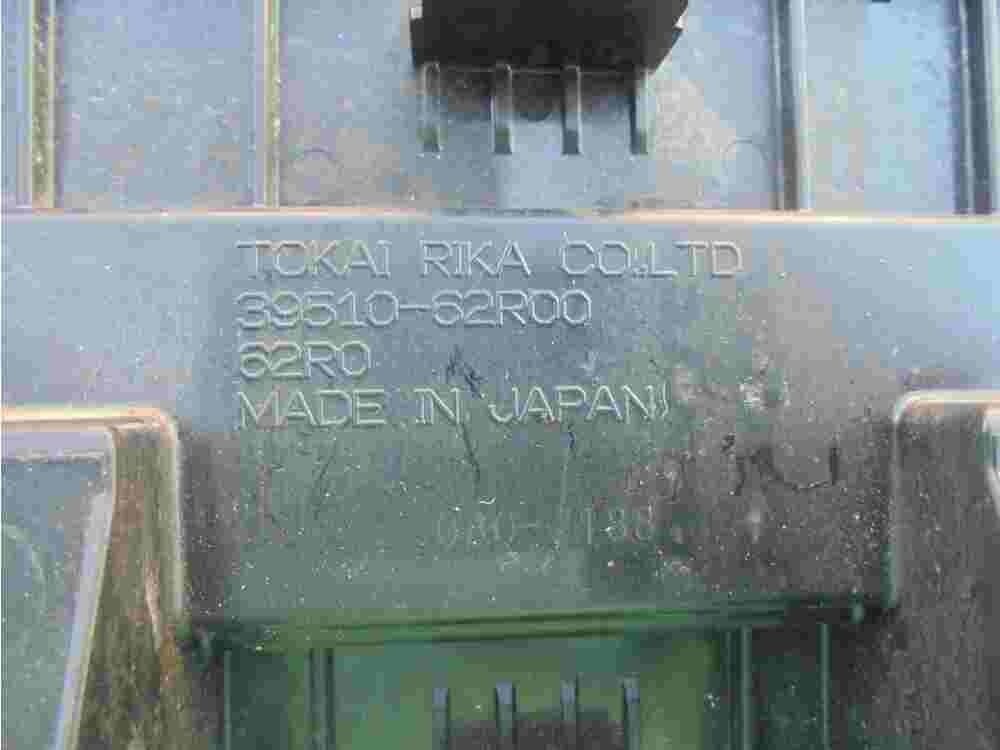 TOKAI RIKA CO.,LTD
39510-62R00
62R0
MADE IN JAPAN